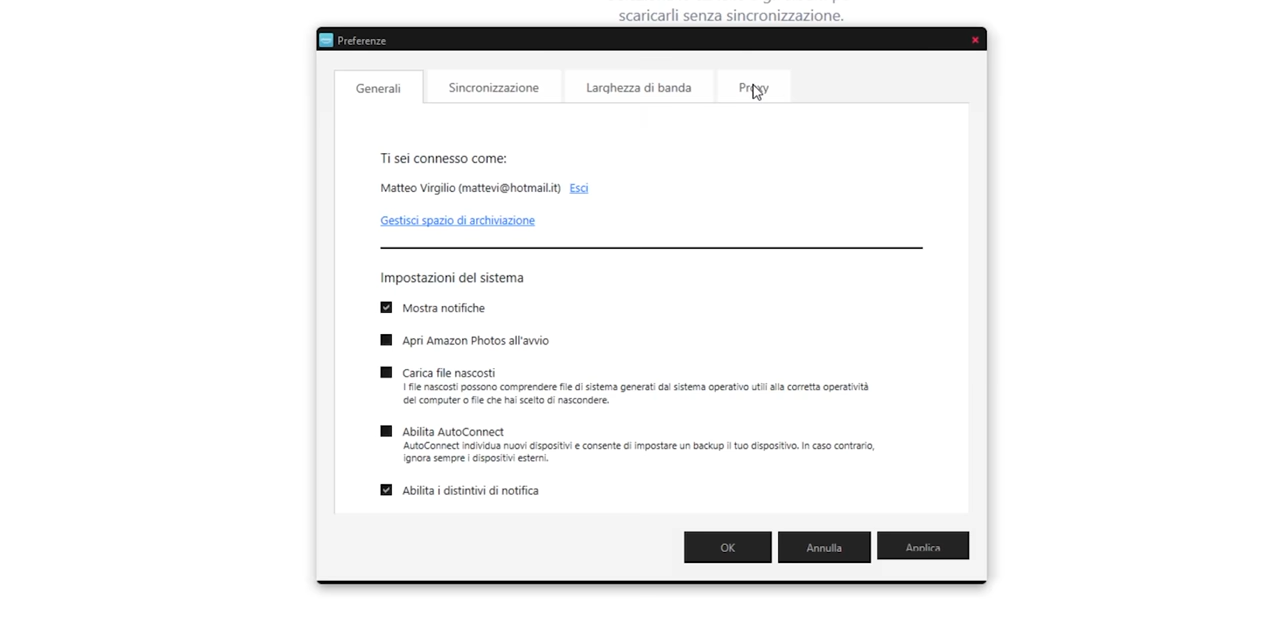 scaricarli senza sincronizzazione.
Preferenze
Generali
Sincronizzazione
Larghezza di banda
Proxy
Ti sei connesso come:
Matteo Virgilio (mattevi@hotmail.it) Esci
Gestisci spazio di archiviazione
Impostazioni del sistema
Mostra notifiche
Apri Amazon Photos all'avvio
Carica file nascosti
I file nascosti possono comprendere file di sistema generati dal sistema operativo utili alla corretta operatività
del computer o file che hai scelto di nascondere.
Abilita AutoConnect
AutoConnect individua nuovi dispositivi e consente di impostare un backup il tuo dispositivo. In caso contrario,
ignora sempre i dispositivi esterni.
Abilita i distintivi di notifica
OK
Annulla
Applica